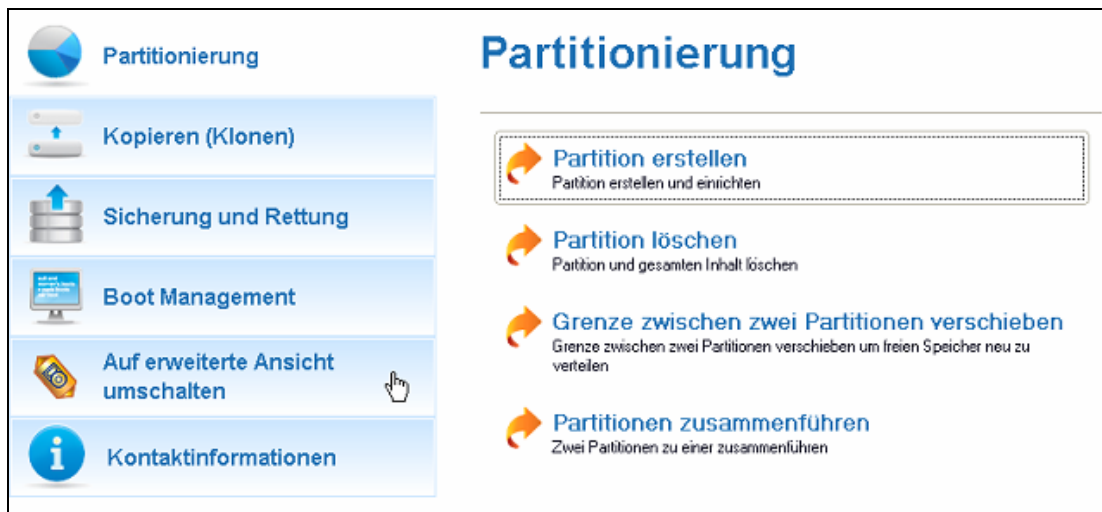 Partitionierung
Kopieren (Klonen)
Sicherung und Rettung
Boot Management
Auf erweiterte Ansicht
umschalten
Kontaktinformationen
Partitionierung
Partition erstellen
Partition erstellen und einrichten
Partition löschen
Partition und gesamten Inhalt löschen
Grenze zwischen zwei Partitionen verschieben
Grenze zwischen zwei Partitionen verschieben um freien Speicher neu zu
verteilen
Partitionen zusammenführen
Zwei Partitionen zu einer zusammenführen